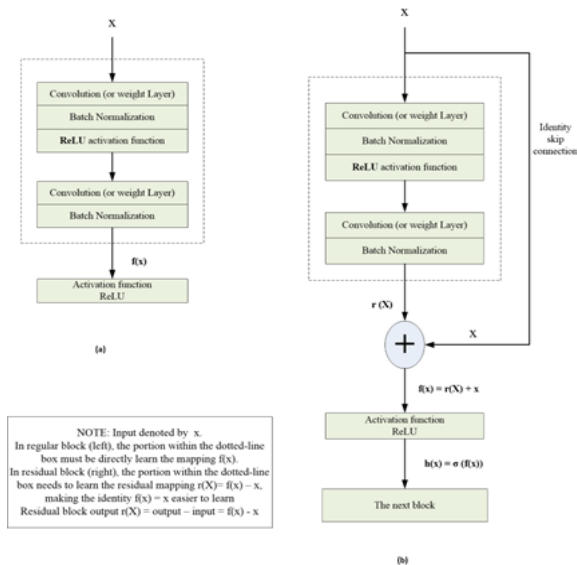 X
Convolution (or weight Layer)
Batch Normalization
ReLU activation function
Convolution (or weight Layer)
Batch Normalization
f(x)
Activation function
ReLU
(a)
X
Convolution (or weight Layer)
Batch Normalization
ReLU activation function
Convolution (or weight Layer)
Batch Normalization
Identity
skip
connection
r (X)
X
+
f(x) = r(X) + x
Activation function
ReLU
h(x) = σ (f(x))
The next block
(b)
NOTE: Input denoted by x.
In regular block (left), the portion within the dotted-line
box must be directly learn the mapping f(x).
In residual block (right), the portion within the dotted-line
box needs to learn the residual mapping r(X)= f(x) – x,
making the identity f(x) = x easier to learn
Residual block output r(X) = output – input = f(x) - x